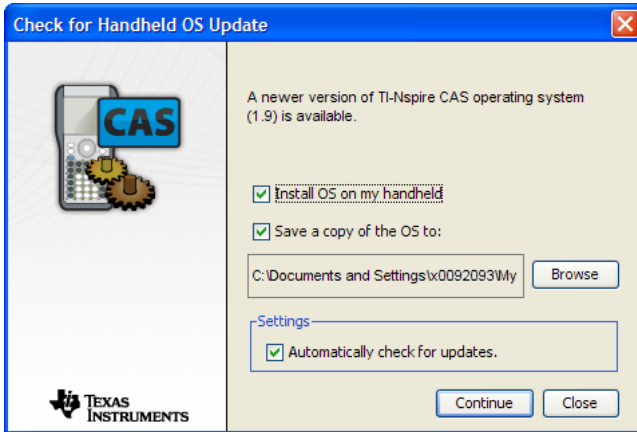 Check for Handheld OS Update
CAS
A newer version of TI-Nspire CAS operating system
(1.9) is available.
Install OS on my handheld
Save a copy of the OS to:
C:\Documents and Settings\x0092093\My
Browse
Settings
Automatically check for updates.
TEXAS
INSTRUMENTS
Continue
Close